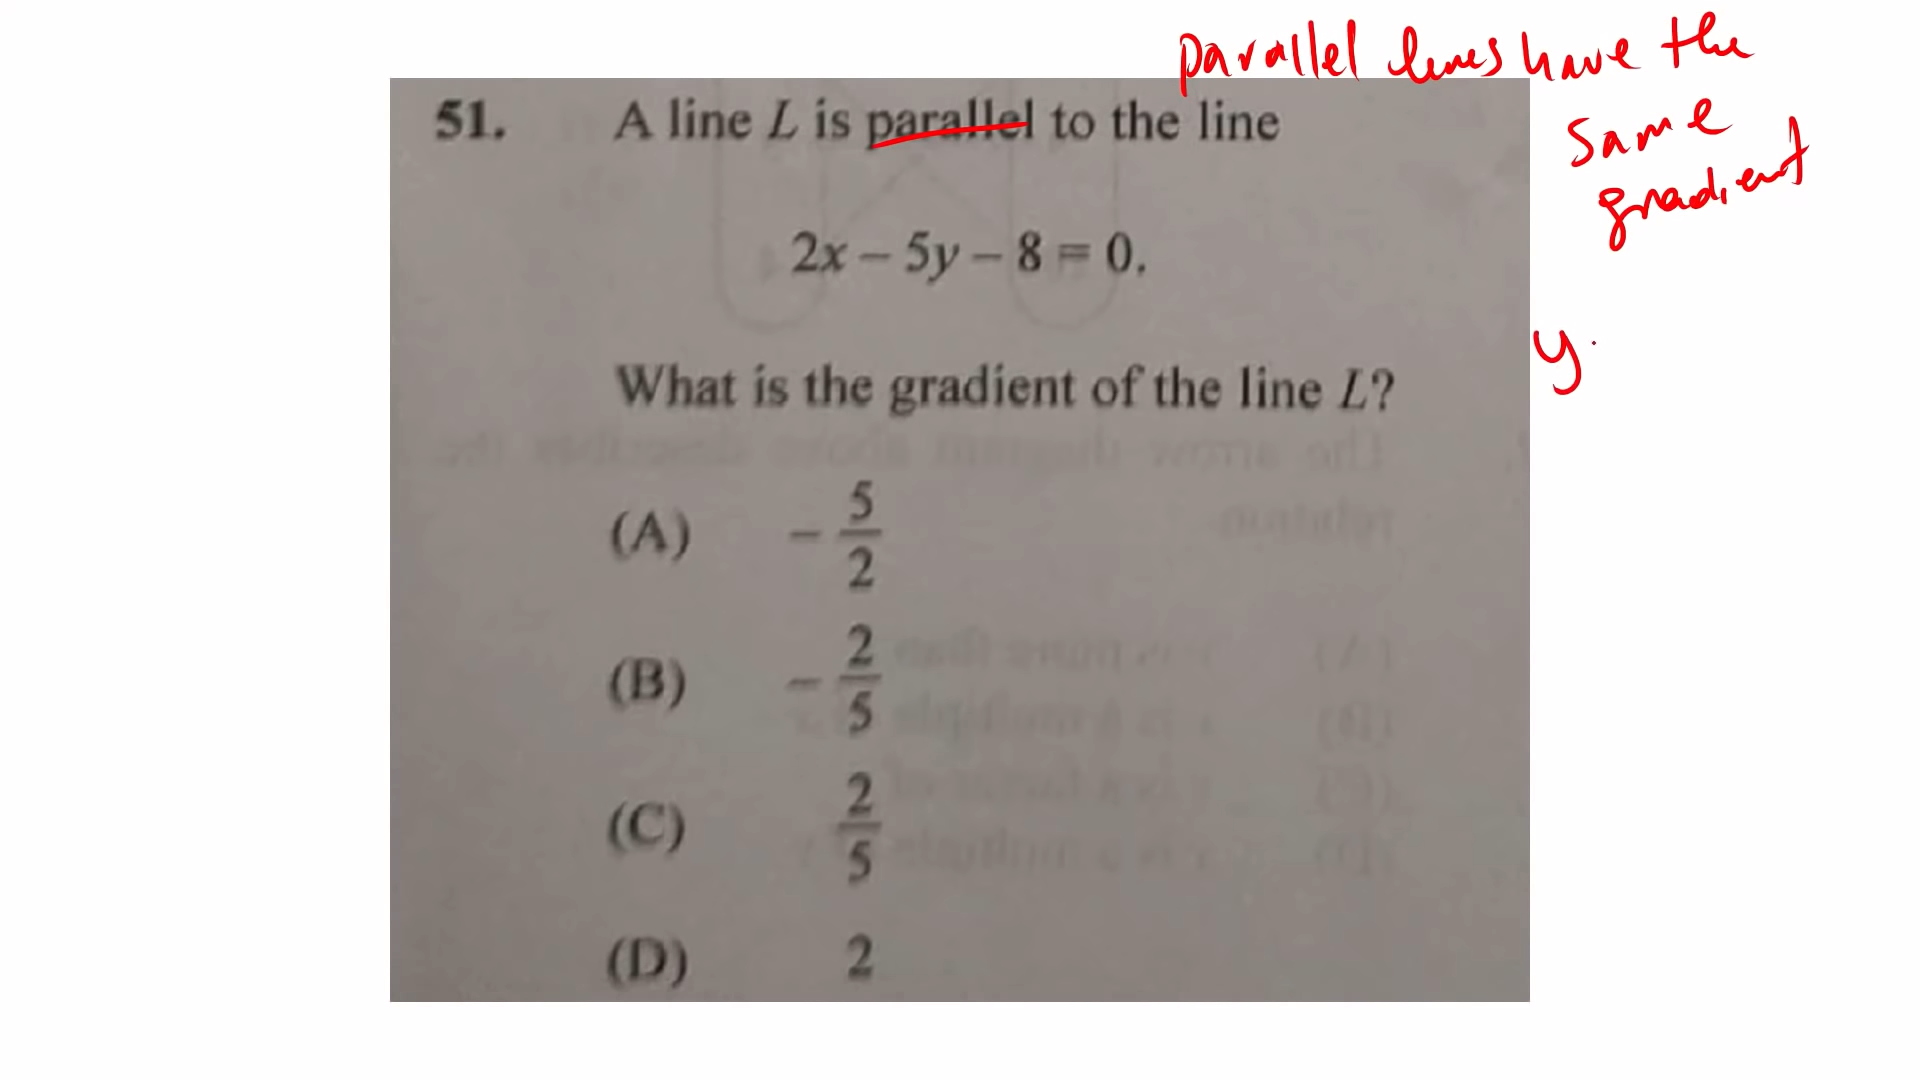 parallel lines have the
same
gradient
51. A line L is parallel to the line
2x – 5y – 8 = 0.
y
What is the gradient of the line L?
(A) – 5/2
(B) – 2/5
(C) 2/5
(D) 2